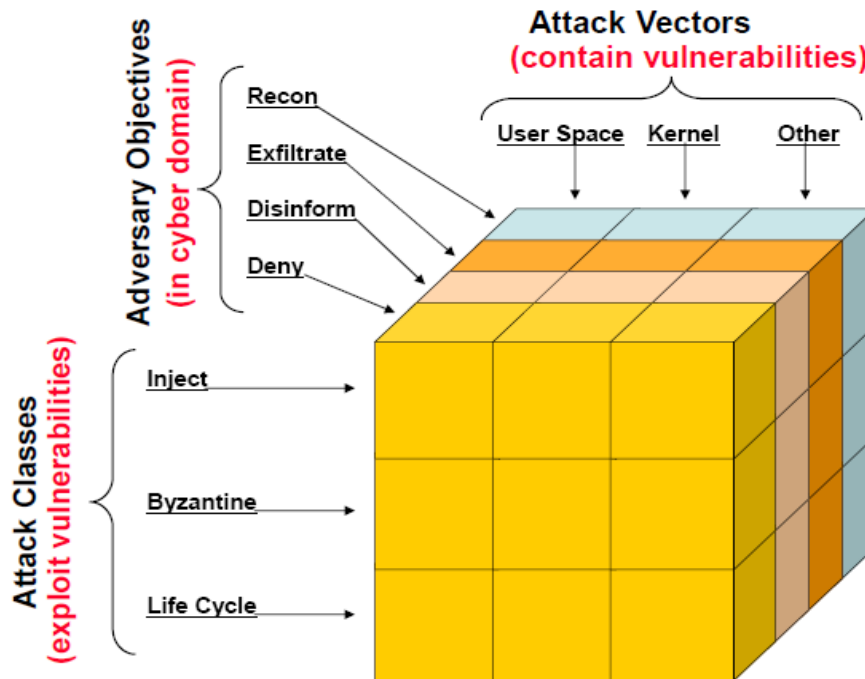 Attack Vectors
(contain vulnerabilities)
User Space
Kernel
Other
Adversary Objectives
(in cyber domain)
Recon
Exfiltrate
Disinform
Deny
Attack Classes
(exploit vulnerabilities)
Inject
Byzantine
Life Cycle